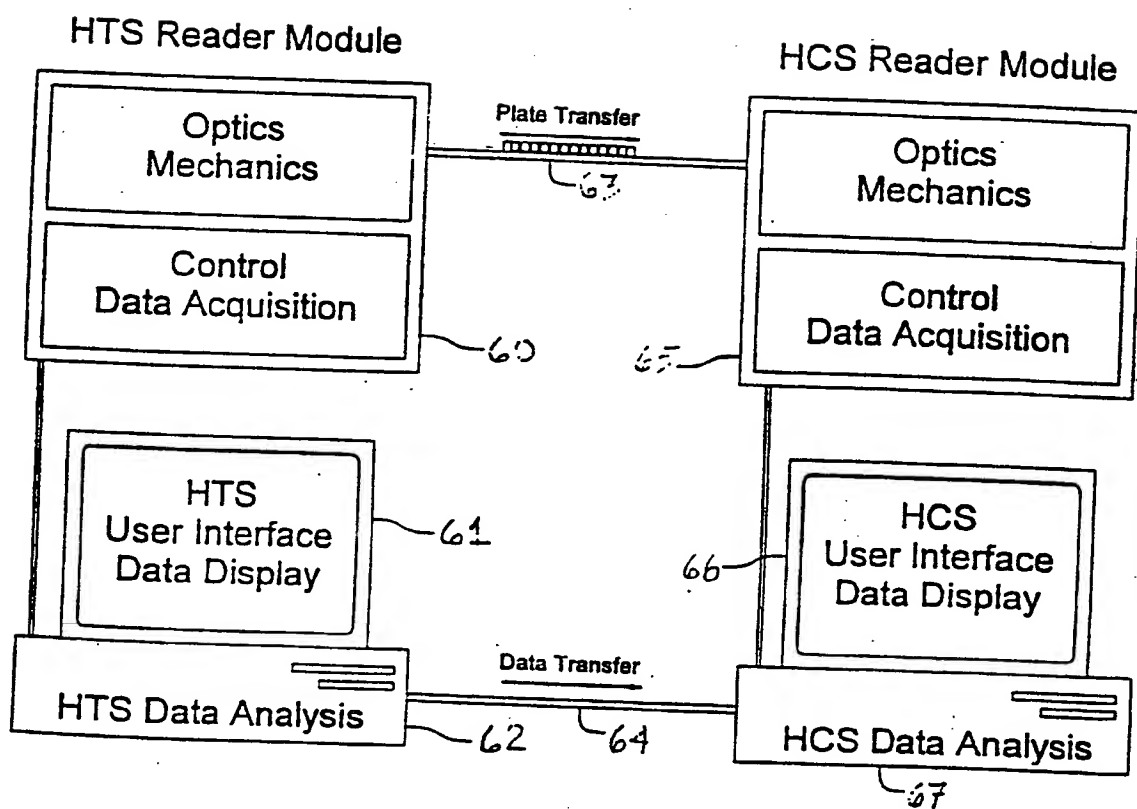 HTS Reader Module
HCS Reader Module
Optics
Mechanics
Control
Data Acquisition
60
Plate Transfer
63
Optics
Mechanics
Control
Data Acquisition
65
HTS
User Interface
Data Display
61
HTS Data Analysis
62
Data Transfer
64
HCS
User Interface
Data Display
66
HCS Data Analysis
67